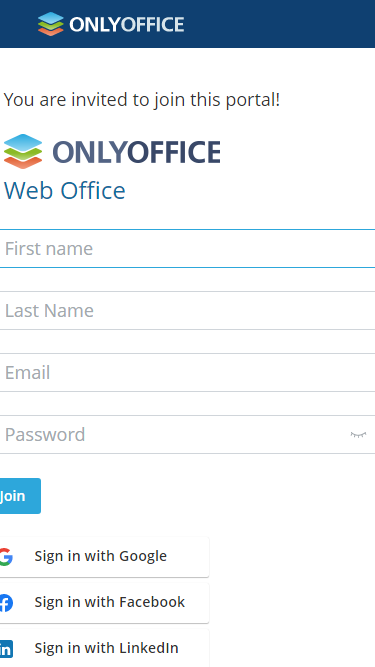 ONLYOFFICE
You are invited to join this portal!
ONLYOFFICE
Web Office
First name
Last Name
Email
Password
Join
Sign in with Google
Sign in with Facebook
in Sign in with LinkedIn